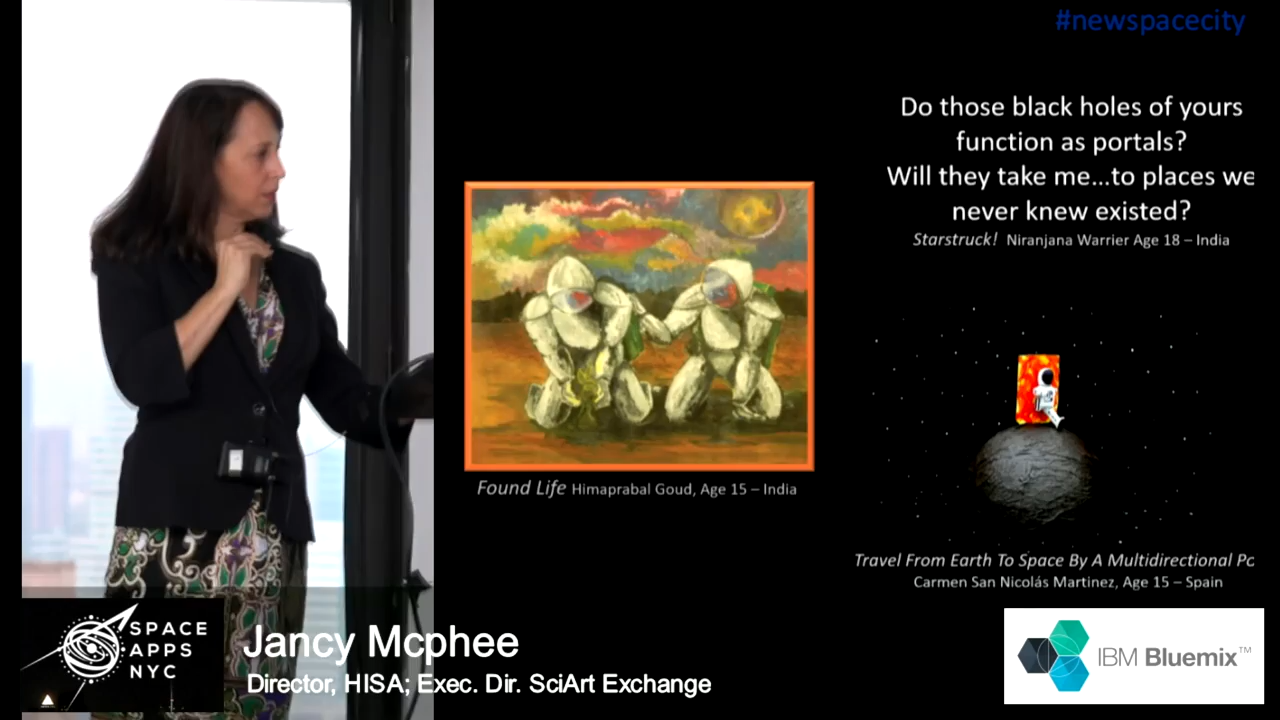 #newspacecity
Do those black holes of yours
function as portals?
Will they take me...to places we
never knew existed?
Starstruck! Niranjana Warrier Age 18 – India
Found Life Himaprabal Goud, Age 15 – India
Travel From Earth To Space By A Multidirectional
Carmen San Nicolás Martinez, Age 15 – Spain
SPACE
APPS
NYC
Jancy Mcphee
Director, HISA; Exec. Dir. SciArt Exchange
IBM Bluemix™